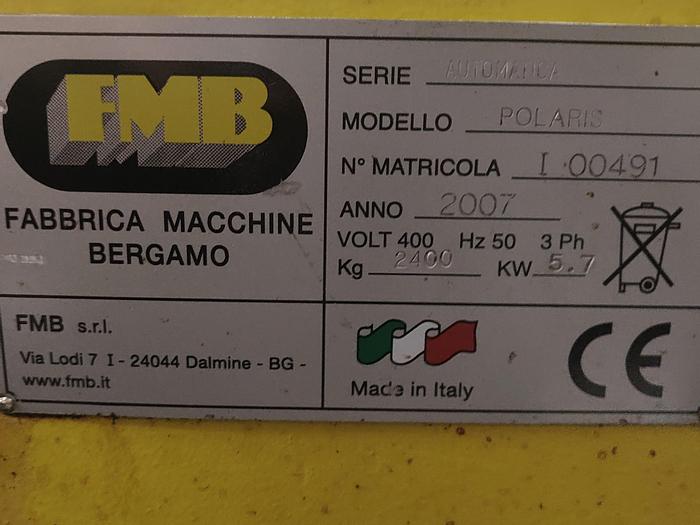 FMB
FABBRICA MACCHINE
BERGAMO
SERIE AUTOMATICA
MODELLO POLARIS
N° MATRICOLA I 00491
ANNO 2007
VOLT 400 Hz 50 3 Ph
Kg 2400 KW 5.7
FMB s.r.l.
Via Lodi 7 I - 24044 Dalmine - BG -
www.fmb.it
Made in Italy
CE